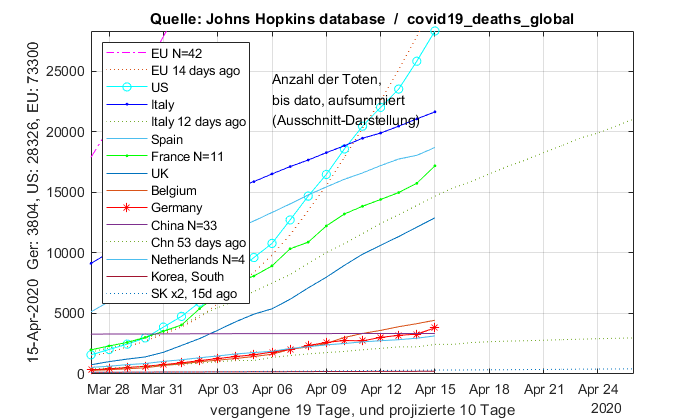 Quelle: Johns Hopkins database / covid19_deaths_global
15-Apr-2020 Ger: 3804, US: 28326, EU: 73300
25000
20000
15000
10000
5000
0
EU N=42
EU 14 days ago
US
Italy
Italy 12 days ago
Spain
France N=11
UK
Belgium
Germany
China N=33
Chn 53 days ago
Netherlands N=4
Korea, South
SK x2, 15d ago
Anzahl der Toten,
bis dato, aufsummiert
(Ausschnitt-Darstellung)
Mar 28 Mar 31 Apr 03 Apr 06 Apr 09 Apr 12 Apr 15 Apr 18 Apr 21 Apr 24
2020
vergangene 19 Tage, und projizierte 10 Tage